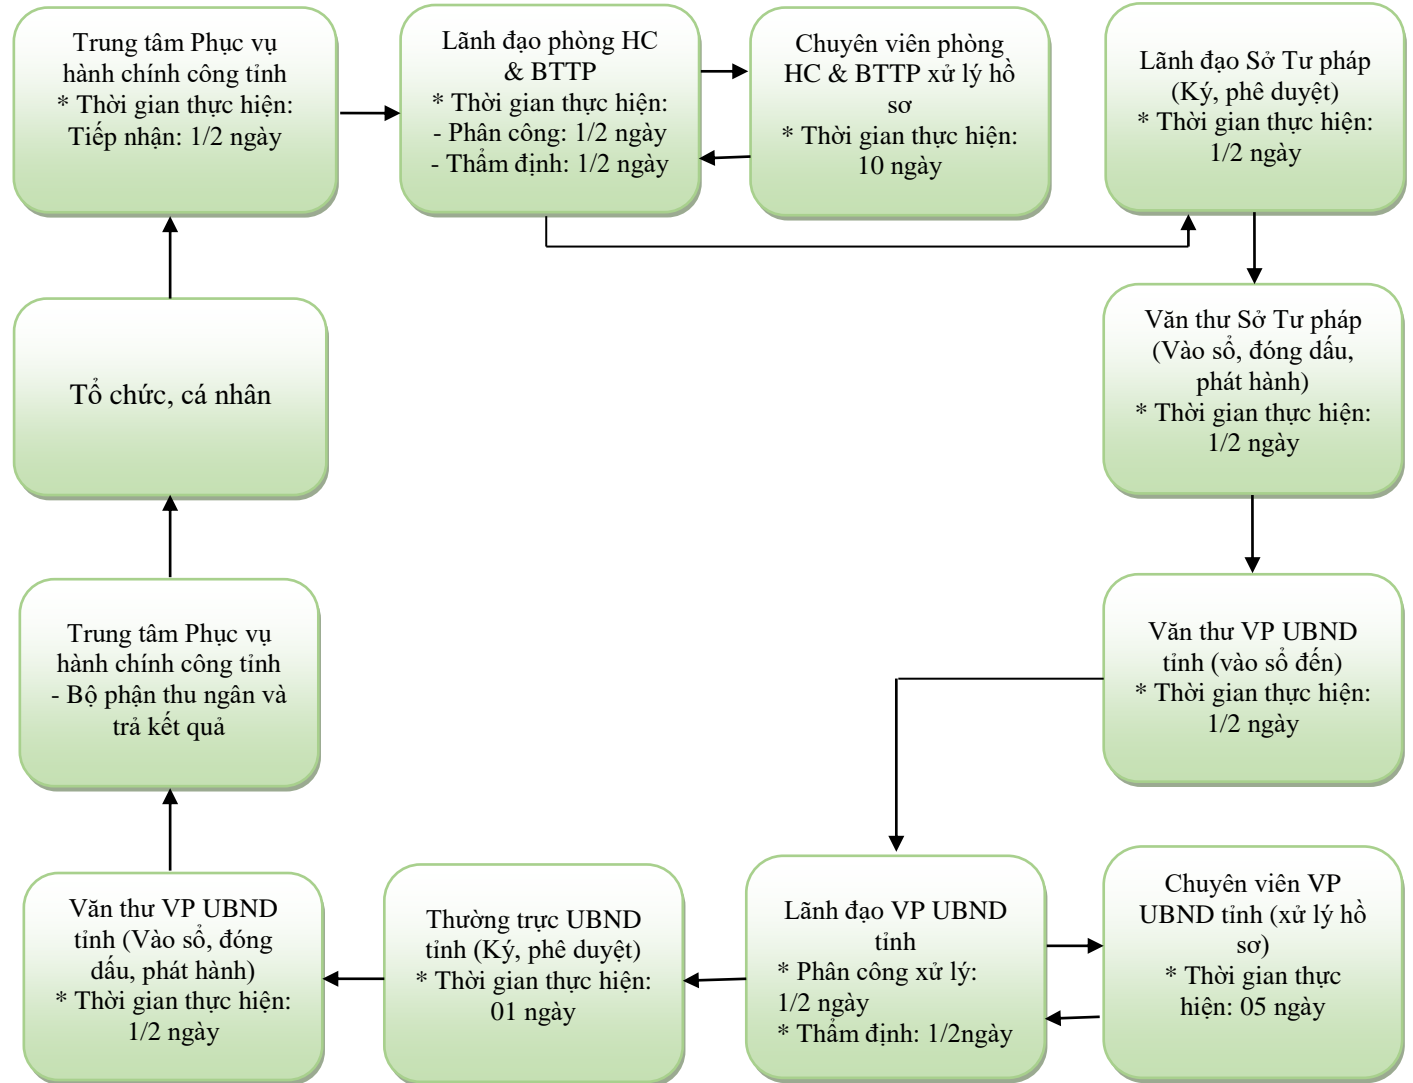 Trung tâm Phục vụ
hành chính công tỉnh
* Thời gian thực hiện:
Tiếp nhận: 1/2 ngày
Lãnh đạo phòng HC
& BTTP
* Thời gian thực hiện:
- Phân công: 1/2 ngày
- Thẩm định: 1/2 ngày
Chuyên viên phòng
HC & BTTP xử lý hồ
sơ
* Thời gian thực hiện:
10 ngày
Lãnh đạo Sở Tư pháp
(Ký, phê duyệt)
* Thời gian thực hiện:
1/2 ngày
Văn thư Sở Tư pháp
(Vào sổ, đóng dấu,
phát hành)
* Thời gian thực hiện:
1/2 ngày
Tổ chức, cá nhân
Trung tâm Phục vụ
hành chính công tỉnh
- Bộ phận thu ngân và
trả kết quả
Văn thư VP UBND
tỉnh (vào sổ đến)
* Thời gian thực hiện:
1/2 ngày
Văn thư VP UBND
tỉnh (Vào sổ, đóng
dấu, phát hành)
* Thời gian thực hiện:
1/2 ngày
Thường trực UBND
tỉnh (Ký, phê duyệt)
* Thời gian thực hiện:
01 ngày
Lãnh đạo VP UBND
tỉnh
* Phân công xử lý:
1/2 ngày
* Thẩm định: 1/2ngày
Chuyên viên VP
UBND tỉnh (xử lý hồ
sơ)
* Thời gian thực
hiện: 05 ngày